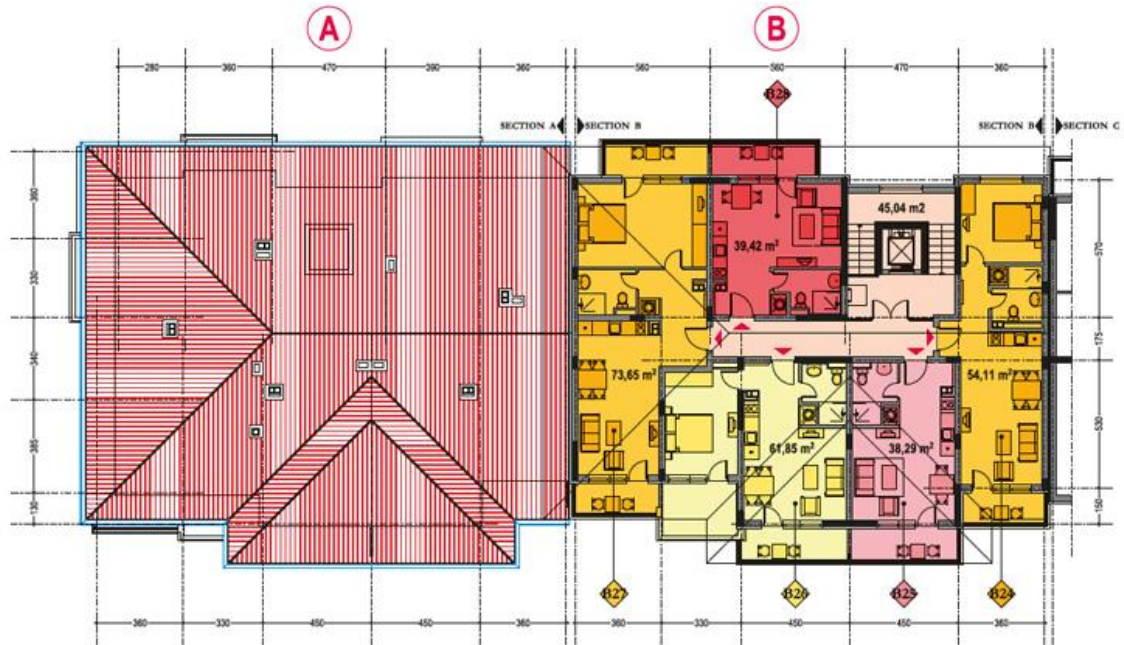 A
B
280 360 470 390 360 560 560 470 360
B28
SECTION A SECTION B
SECTION B SECTION C
360
330
340
385
130
45,04 m2
39,42 m²
570
175
530
150
73,65 m²
54,11 m²
61,85 m²
38,29 m²
B27
B26
B25
B24
360 330 450 450 360 360 330 450 450 360